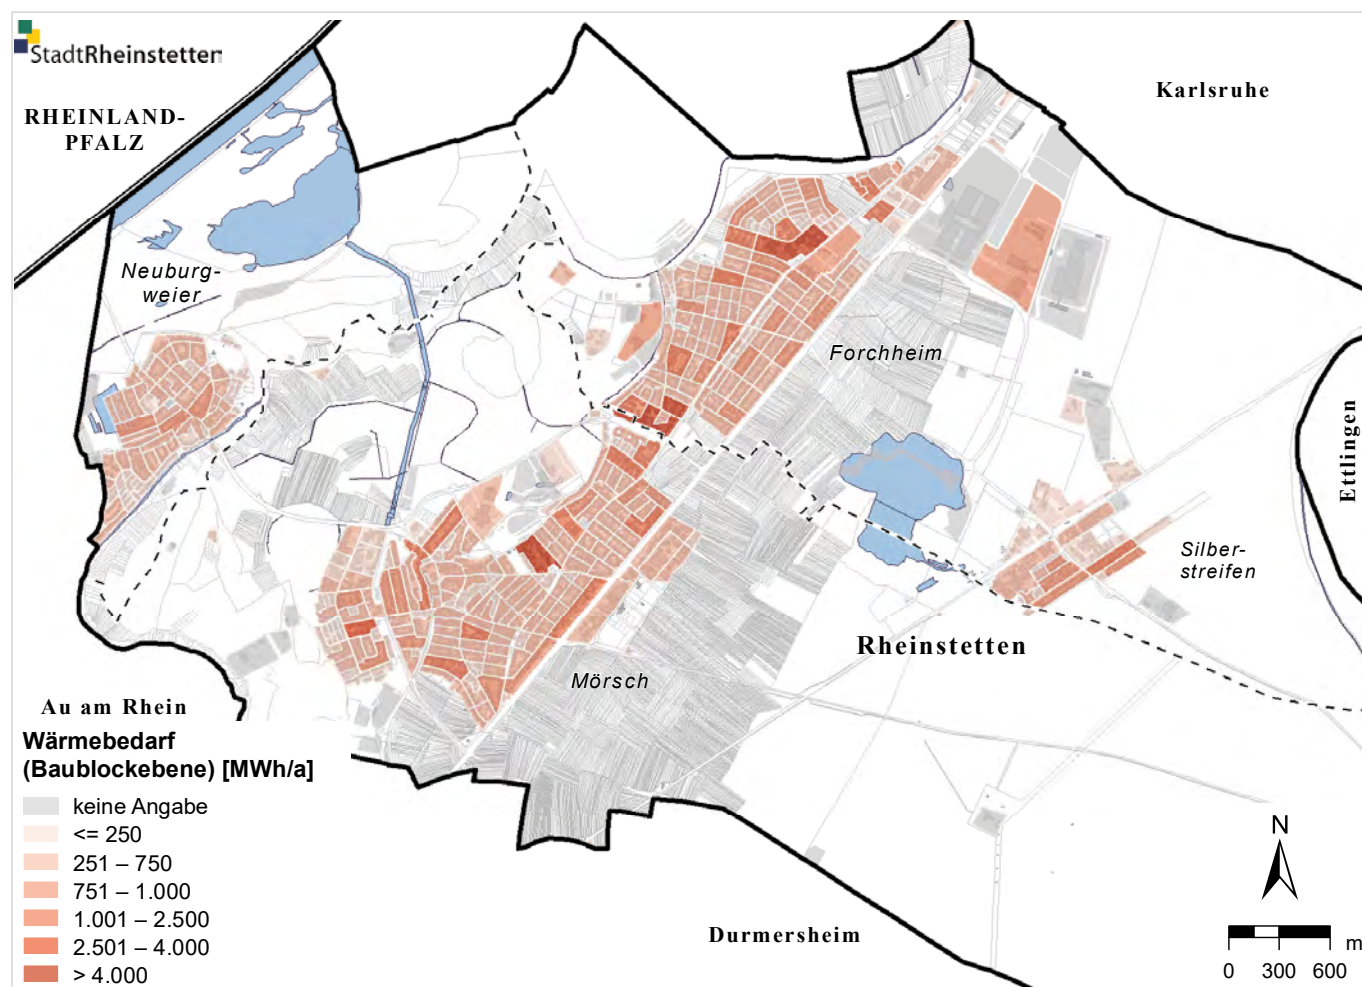 StadtRheinstetten
RHEINLAND-
PFALZ
Karlsruhe
Neuburg-
weier
Forchheim
Ettlingen
Silber-
streifen
Rheinstetten
Mörsch
Au am Rhein
Durmersheim
Wärmebedarf
(Baublockebene) [MWh/a]
keine Angabe
<= 250
251 – 750
751 – 1.000
1.001 – 2.500
2.501 – 4.000
> 4.000
N
m
0 300 600